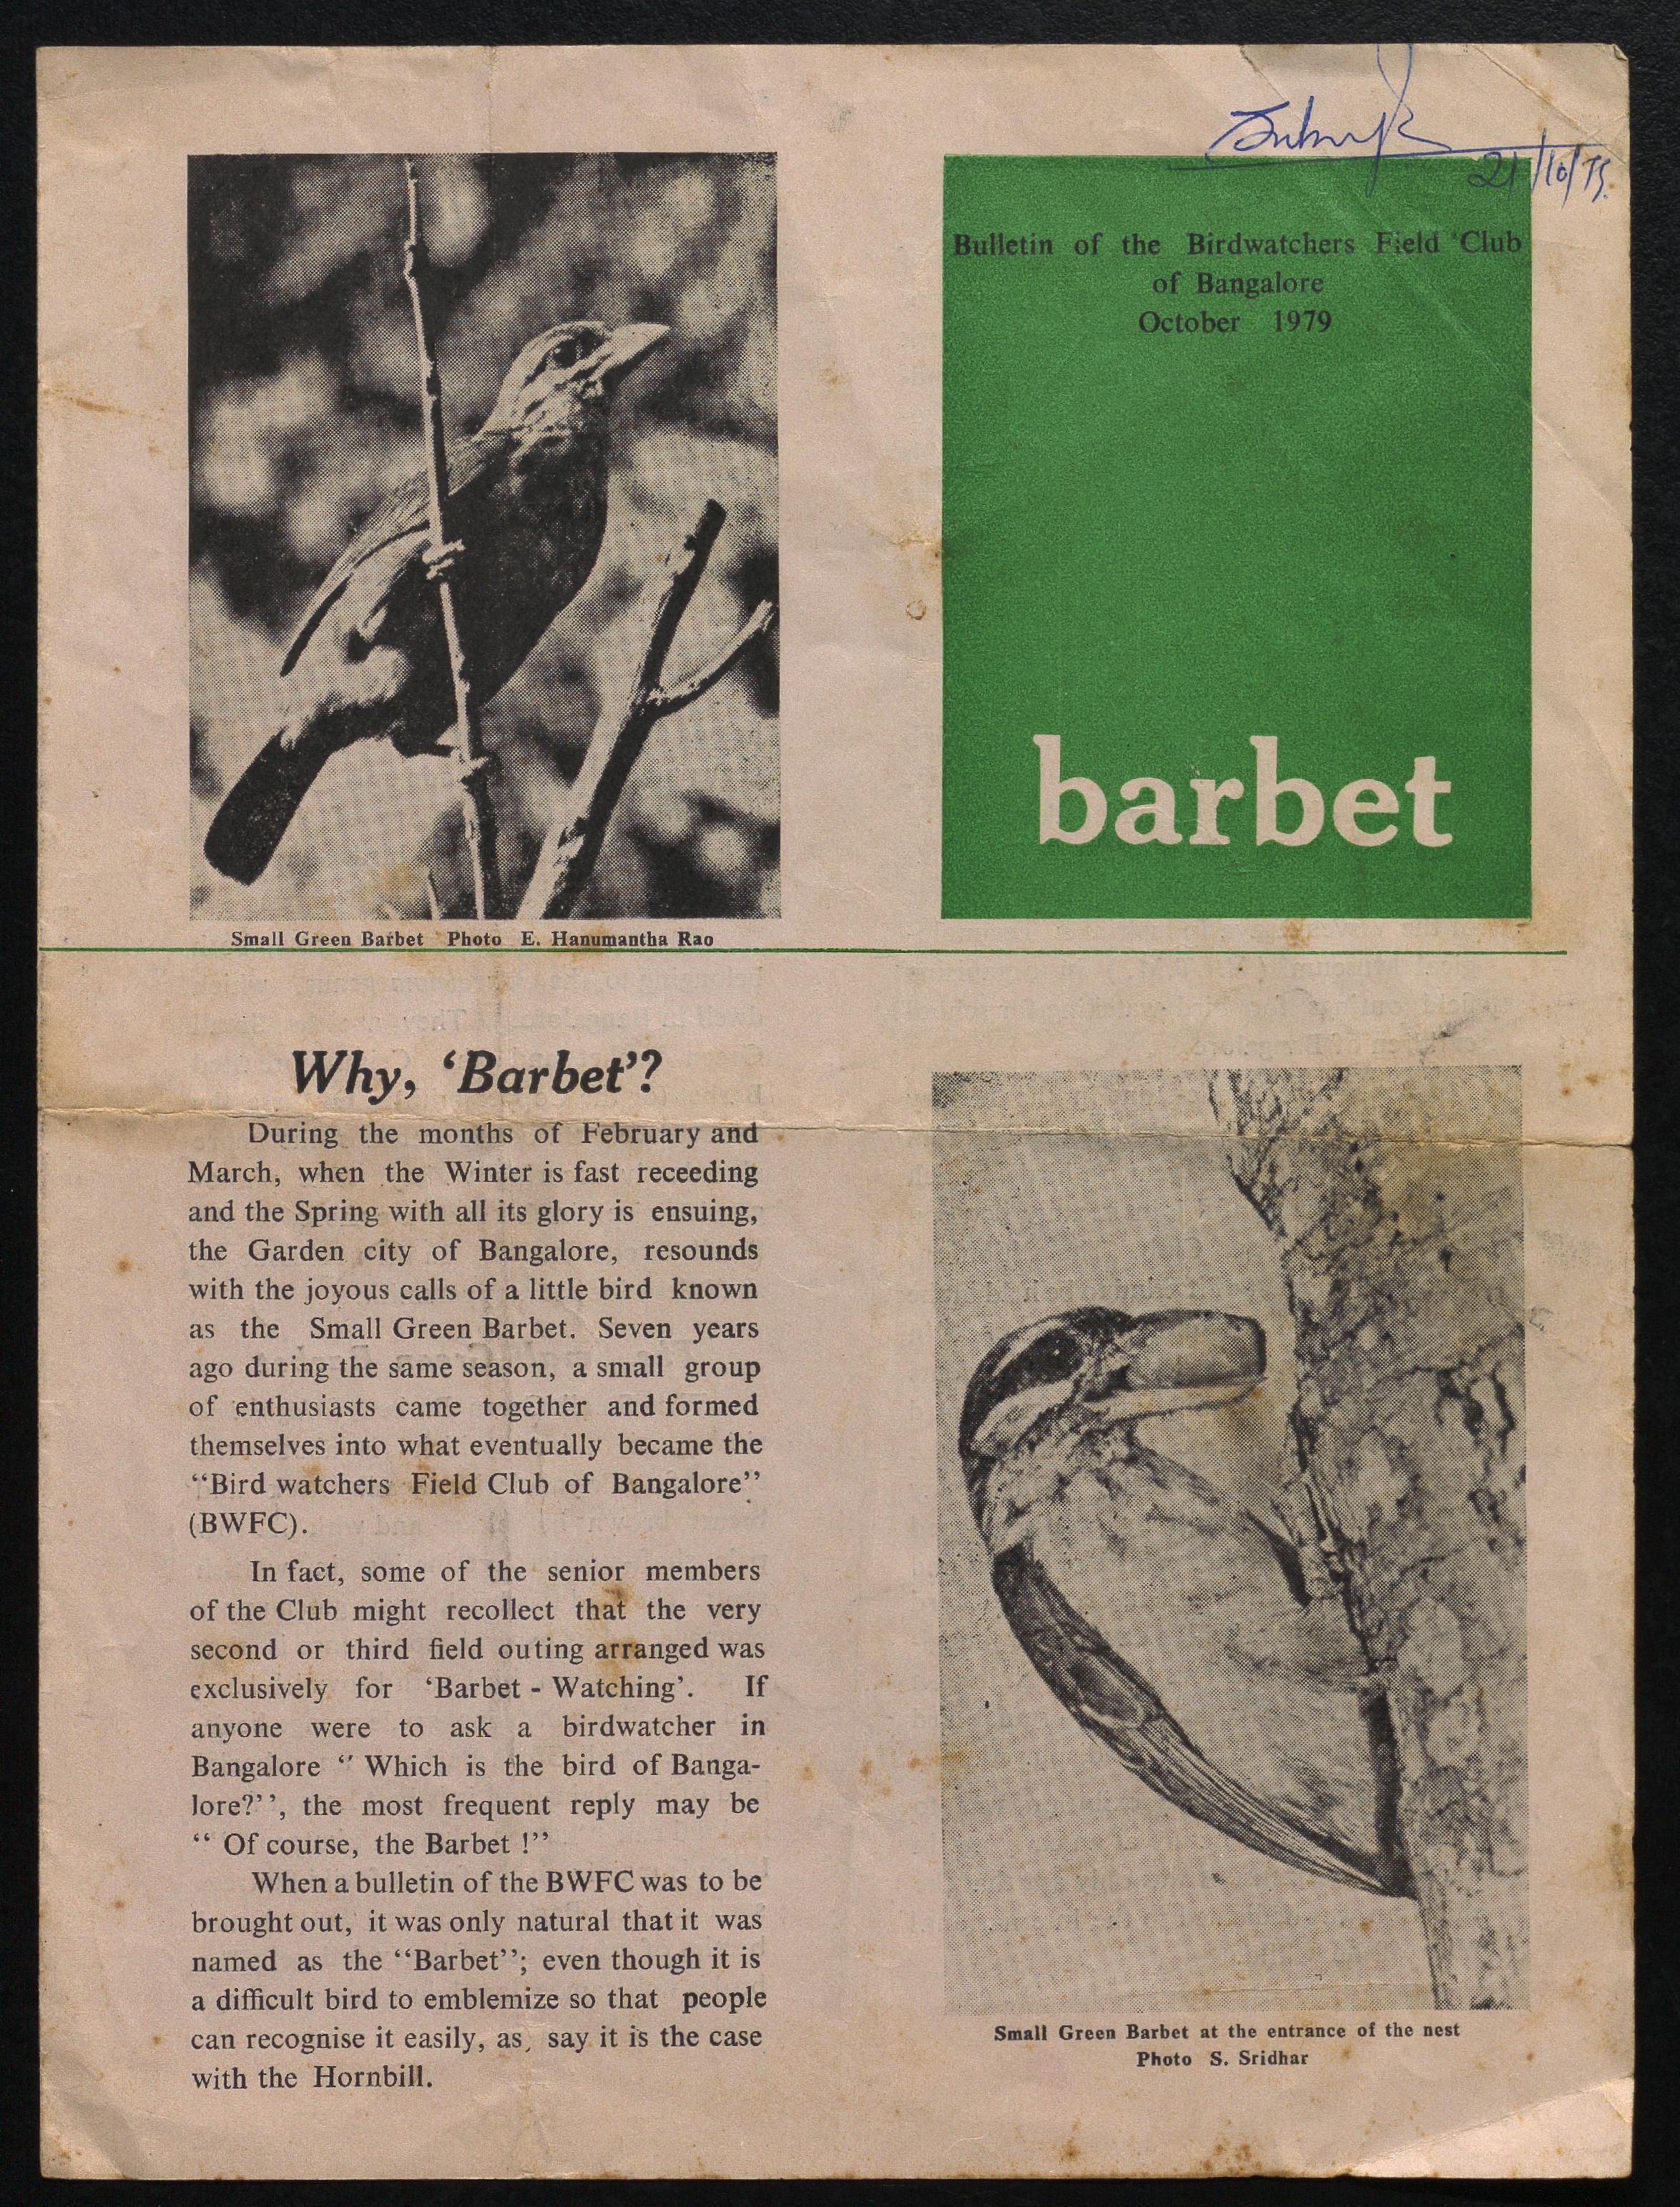 21/10/79.
Bulletin of the Birdwatchers Field Club
of Bangalore
October 1979
barbet
Small Green Barbet Photo E. Hanumantha Rao
Why, ‘Barbet’?
During the months of February and
March, when the Winter is fast receeding
and the Spring with all its glory is ensuing,
the Garden city of Bangalore, resounds
with the joyous calls of a little bird known
as the Small Green Barbet. Seven years
ago during the same season, a small group
of enthusiasts came together and formed
themselves into what eventually became the
“Bird watchers Field Club of Bangalore”
(BWFC).
In fact, some of the senior members
of the Club might recollect that the very
second or third field outing arranged was
exclusively for ‘Barbet - Watching’. If
anyone were to ask a birdwatcher in
Bangalore “ Which is the bird of Banga-
lore?”, the most frequent reply may be
“ Of course, the Barbet !”
When a bulletin of the BWFC was to be
brought out, it was only natural that it was
named as the “Barbet”; even though it is
a difficult bird to emblemize so that people
can recognise it easily, as, say it is the case
with the Hornbill.
Small Green Barbet at the entrance of the nest
Photo S. Sridhar